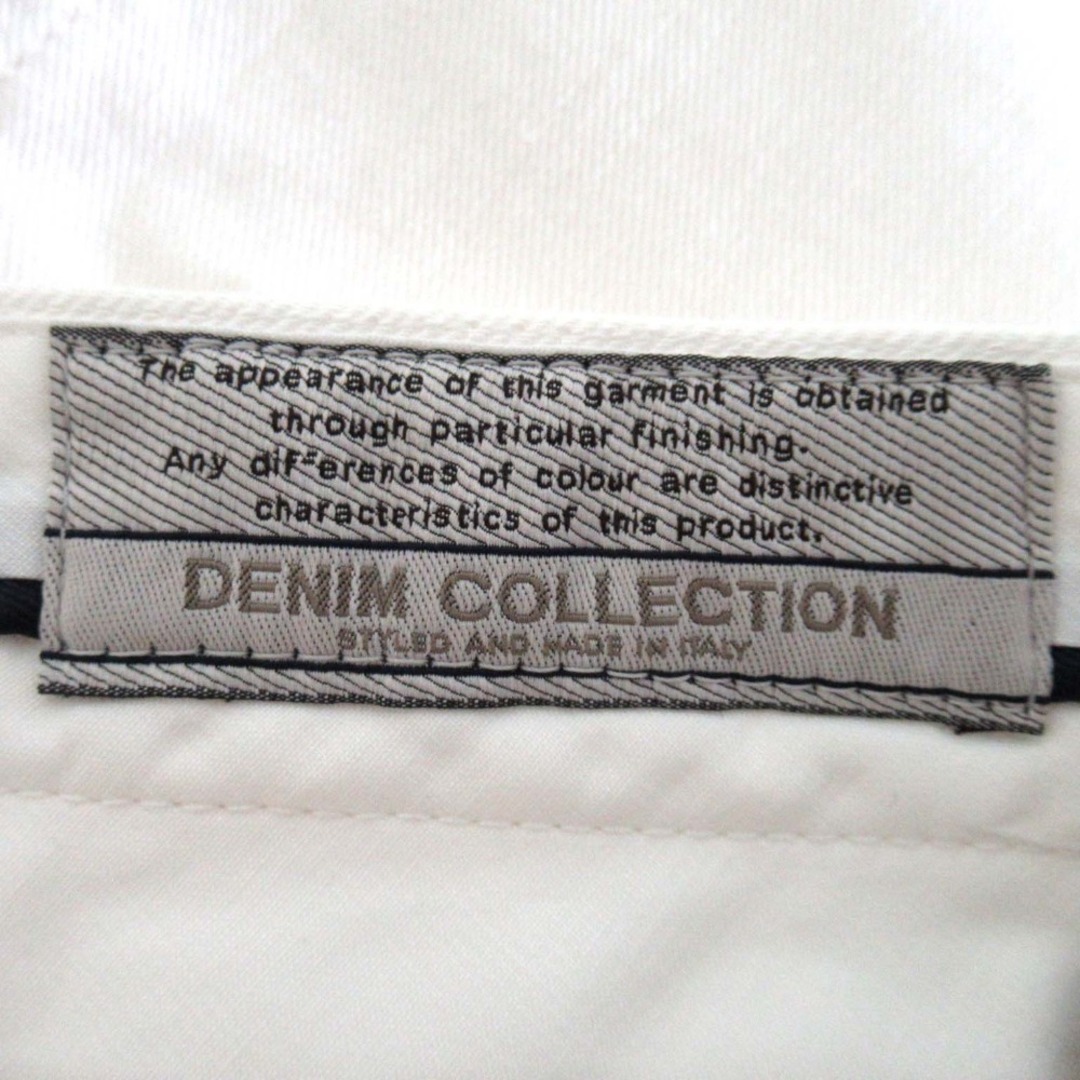 The appearance of this garment is obtained
through particular finishing.
Any differences of colour are distinctive
characteristics of this product.
DENIM COLLECTION
STYLED AND MADE IN ITALY